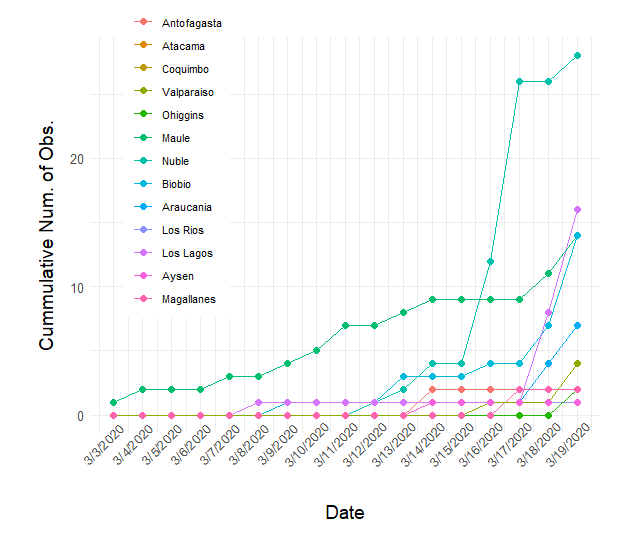 Antofagasta
Atacama
Coquimbo
Valparaiso
Ohiggins
Maule
Nuble
Biobio
Araucania
Los Rios
Los Lagos
Aysen
Magallanes
Cummulative Num. of Obs.
20
10
0
3/3/2020
3/4/2020
3/5/2020
3/6/2020
3/7/2020
3/8/2020
3/9/2020
3/10/2020
3/11/2020
3/12/2020
3/13/2020
3/14/2020
3/15/2020
3/16/2020
3/17/2020
3/18/2020
3/19/2020
Date